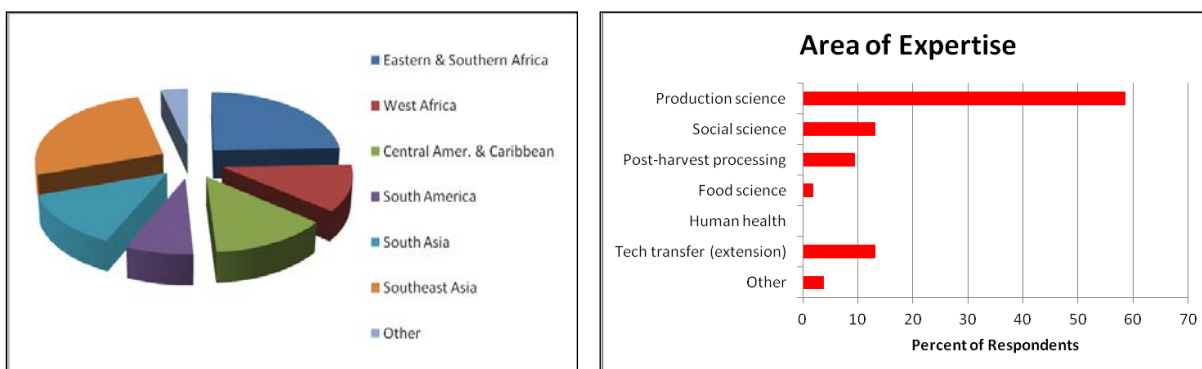 Eastern & Southern Africa
West Africa
Central Amer. & Caribbean
South America
South Asia
Southeast Asia
Other
Area of Expertise
Production science
Social science
Post-harvest processing
Food science
Human health
Tech transfer (extension)
Other
0 10 20 30 40 50 60 70
Percent of Respondents